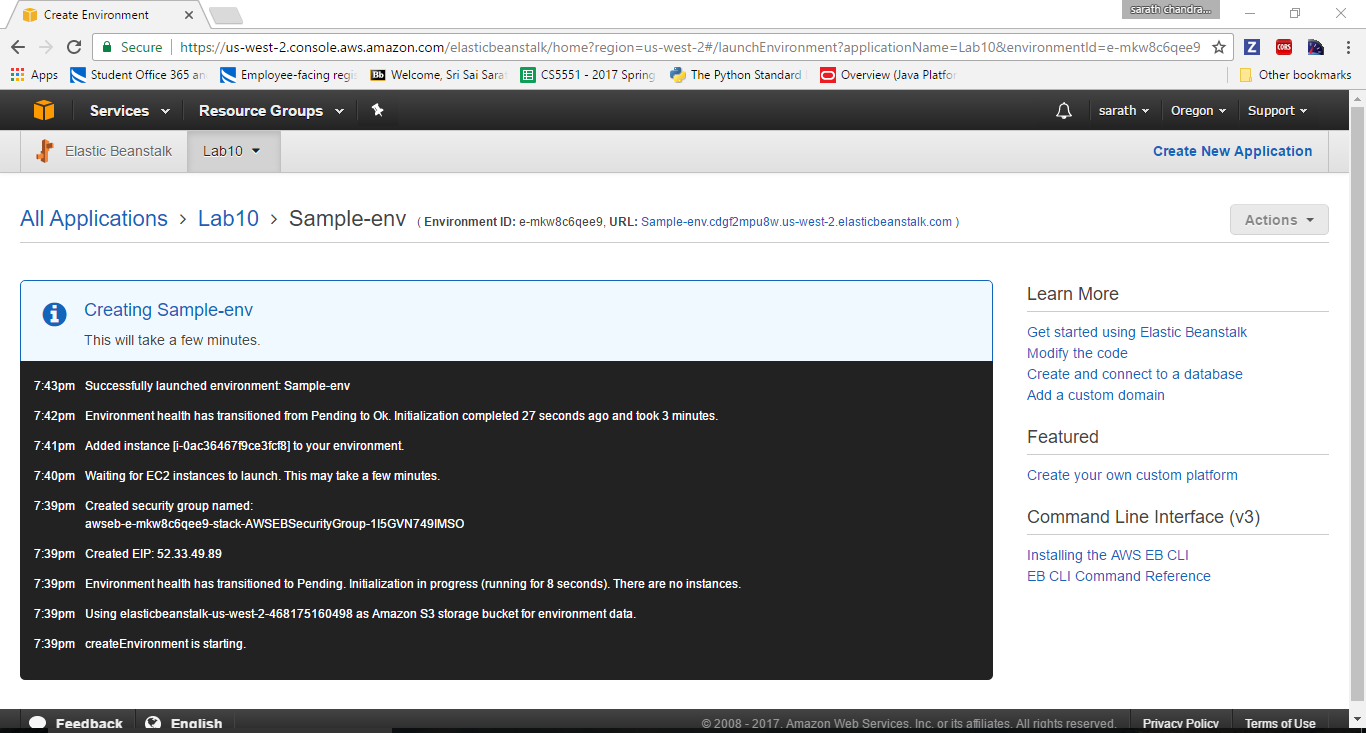 Create Environment
sarath chandra...
Secure https://us-west-2.console.aws.amazon.com/elasticbeanstalk/home?region=us-west-2#/launchEnvironment?applicationName=Lab10&environmentId=e-mkw8c6qee9
Z
CORS
Apps Student Office 365 an Employee-facing regis Bb Welcome, Sri Sai Sarat CS5551 - 2017 Spring The Python Standard Overview (Java Platfor Other bookmarks
Services Resource Groups sarath Oregon Support
Elastic Beanstalk Lab10 Create New Application
All Applications > Lab10 > Sample-env ( Environment ID: e-mkw8c6qee9, URL: Sample-env.cdgf2mpu8w.us-west-2.elasticbeanstalk.com )
Actions
Creating Sample-env
This will take a few minutes.
7:43pm Successfully launched environment: Sample-env
7:42pm Environment health has transitioned from Pending to Ok. Initialization completed 27 seconds ago and took 3 minutes.
7:41pm Added instance [i-0ac36467f9ce3fcf8] to your environment.
7:40pm Waiting for EC2 instances to launch. This may take a few minutes.
7:39pm Created security group named:
awseb-e-mkw8c6qee9-stack-AWSEBSecurityGroup-1I5GVN749IMSO
7:39pm Created EIP: 52.33.49.89
7:39pm Environment health has transitioned to Pending. Initialization in progress (running for 8 seconds). There are no instances.
7:39pm Using elasticbeanstalk-us-west-2-468175160498 as Amazon S3 storage bucket for environment data.
7:39pm createEnvironment is starting.
Learn More
Get started using Elastic Beanstalk
Modify the code
Create and connect to a database
Add a custom domain
Featured
Create your own custom platform
Command Line Interface (v3)
Installing the AWS EB CLI
EB CLI Command Reference
Feedback English © 2008 - 2017, Amazon Web Services, Inc. or its affiliates. All rights reserved. Privacy Policy Terms of Use